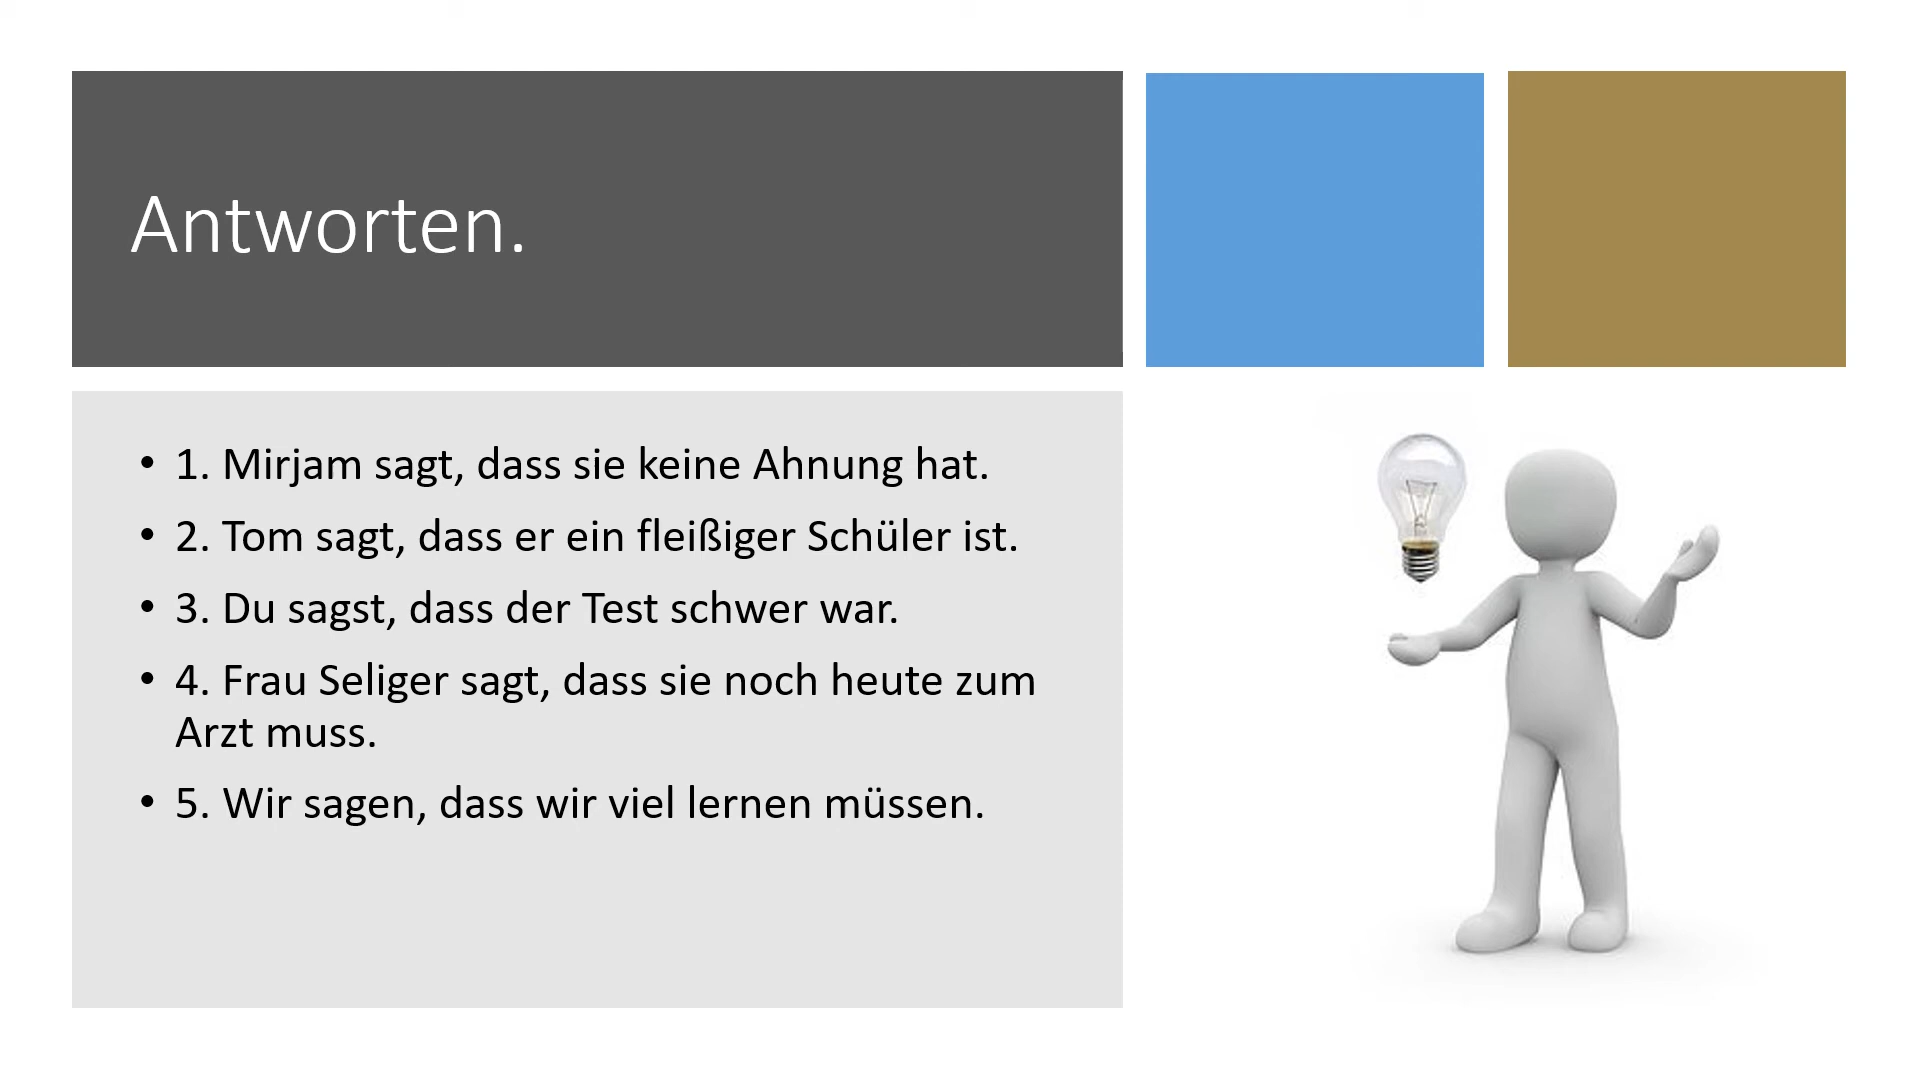 Antworten.
• 1. Mirjam sagt, dass sie keine Ahnung hat.
• 2. Tom sagt, dass er ein fleißiger Schüler ist.
• 3. Du sagst, dass der Test schwer war.
• 4. Frau Seliger sagt, dass sie noch heute zum
Arzt muss.
• 5. Wir sagen, dass wir viel lernen müssen.